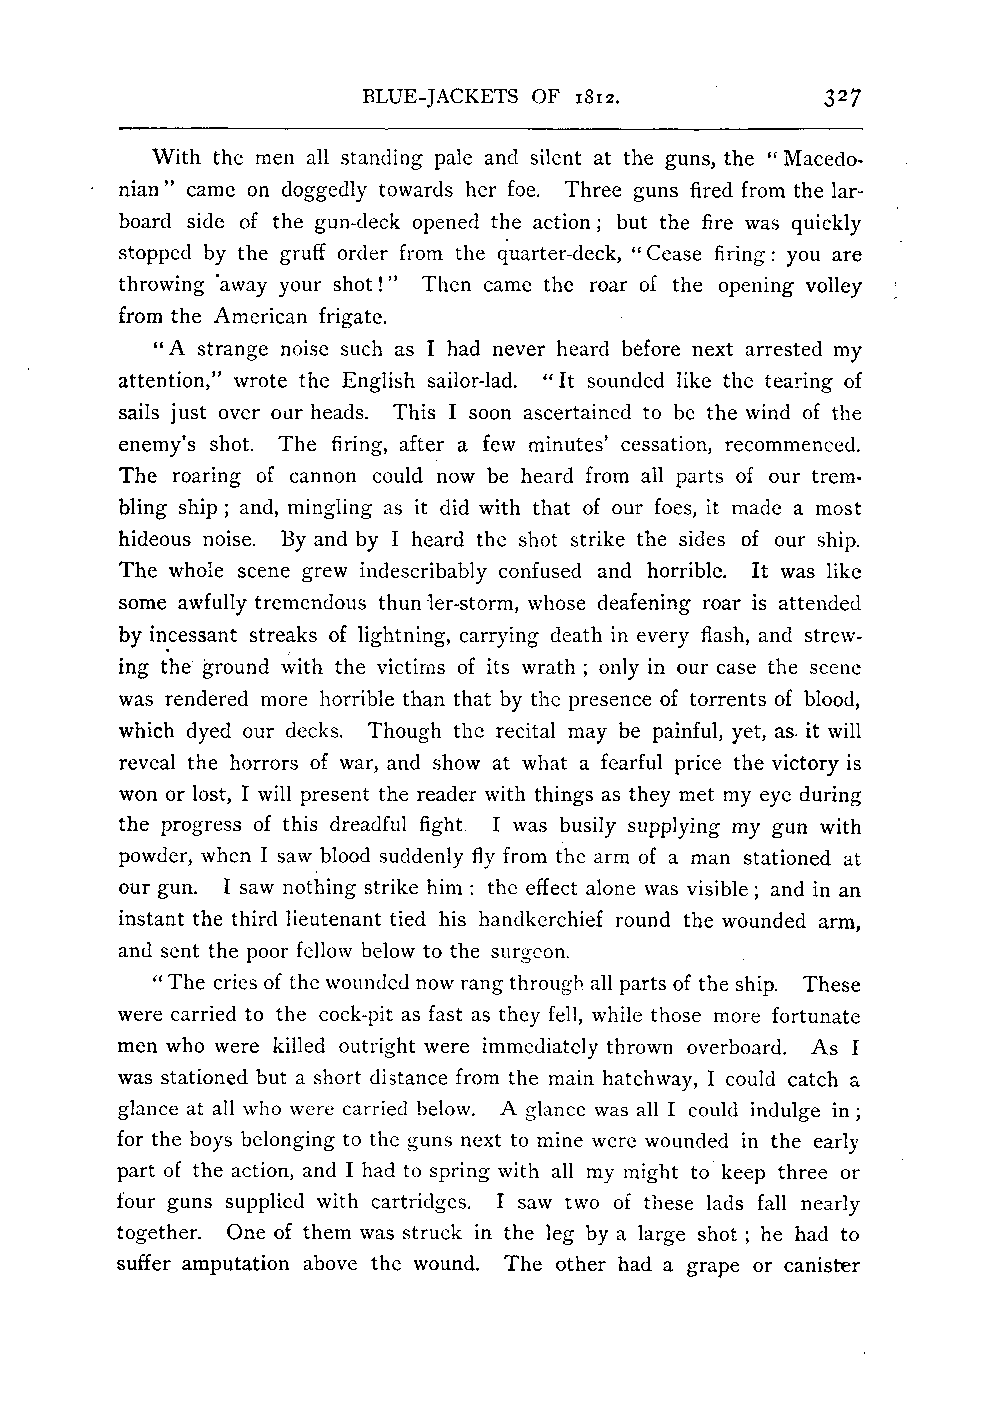 BLUE-JACKETS OF 1812. 327
With the men all standing pale and silent at the guns, the “Macedo-
nian” came on doggedly towards her foe. Three guns fired from the lar-
board side of the gun-deck opened the action; but the fire was quickly
stopped by the gruff order from the quarter-deck, “Cease firing: you are
throwing away your shot!” Then came the roar of the opening volley
from the American frigate.
“A strange noise such as I had never heard before next arrested my
attention,” wrote the English sailor-lad. “It sounded like the tearing of
sails just over our heads. This I soon ascertained to be the wind of the
enemy's shot. The firing, after a few minutes' cessation, recommenced.
The roaring of cannon could now be heard from all parts of our trem-
bling ship; and, mingling as it did with that of our foes, it made a most
hideous noise. By and by I heard the shot strike the sides of our ship.
The whole scene grew indescribably confused and horrible. It was like
some awfully tremendous thunder-storm, whose deafening roar is attended
by incessant streaks of lightning, carrying death in every flash, and strew-
ing the ground with the victims of its wrath; only in our case the scene
was rendered more horrible than that by the presence of torrents of blood,
which dyed our decks. Though the recital may be painful, yet, as it will
reveal the horrors of war, and show at what a fearful price the victory is
won or lost, I will present the reader with things as they met my eye during
the progress of this dreadful fight. I was busily supplying my gun with
powder, when I saw blood suddenly fly from the arm of a man stationed at
our gun. I saw nothing strike him: the effect alone was visible; and in an
instant the third lieutenant tied his handkerchief round the wounded arm,
and sent the poor fellow below to the surgeon.
“The cries of the wounded now rang through all parts of the ship. These
were carried to the cock-pit as fast as they fell, while those more fortunate
men who were killed outright were immediately thrown overboard. As I
was stationed but a short distance from the main hatchway, I could catch a
glance at all who were carried below. A glance was all I could indulge in;
for the boys belonging to the guns next to mine were wounded in the early
part of the action, and I had to spring with all my might to keep three or
four guns supplied with cartridges. I saw two of these lads fall nearly
together. One of them was struck in the leg by a large shot; he had to
suffer amputation above the wound. The other had a grape or canister